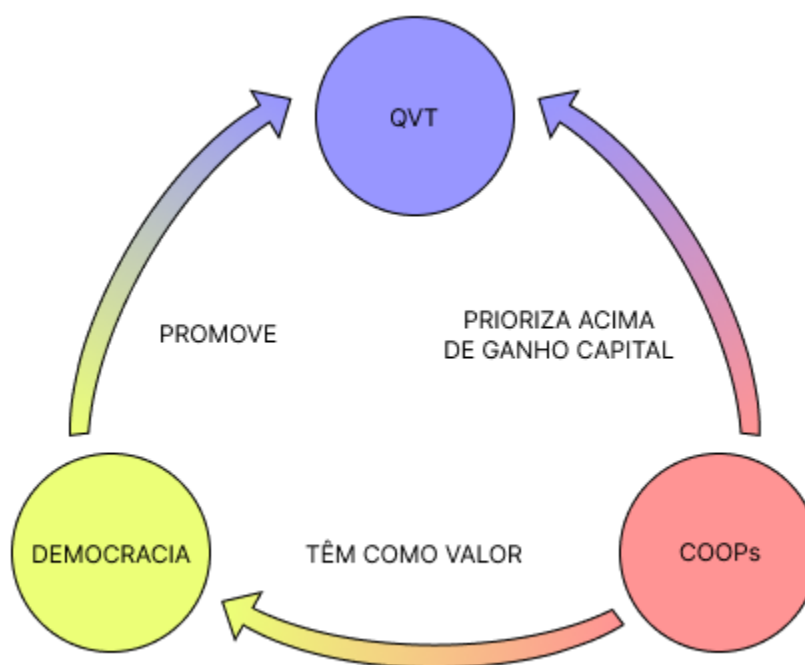 QVT
PROMOVE
PRIORIZA ACIMA
DE GANHO CAPITAL
DEMOCRACIA
TÊM COMO VALOR
COOPs